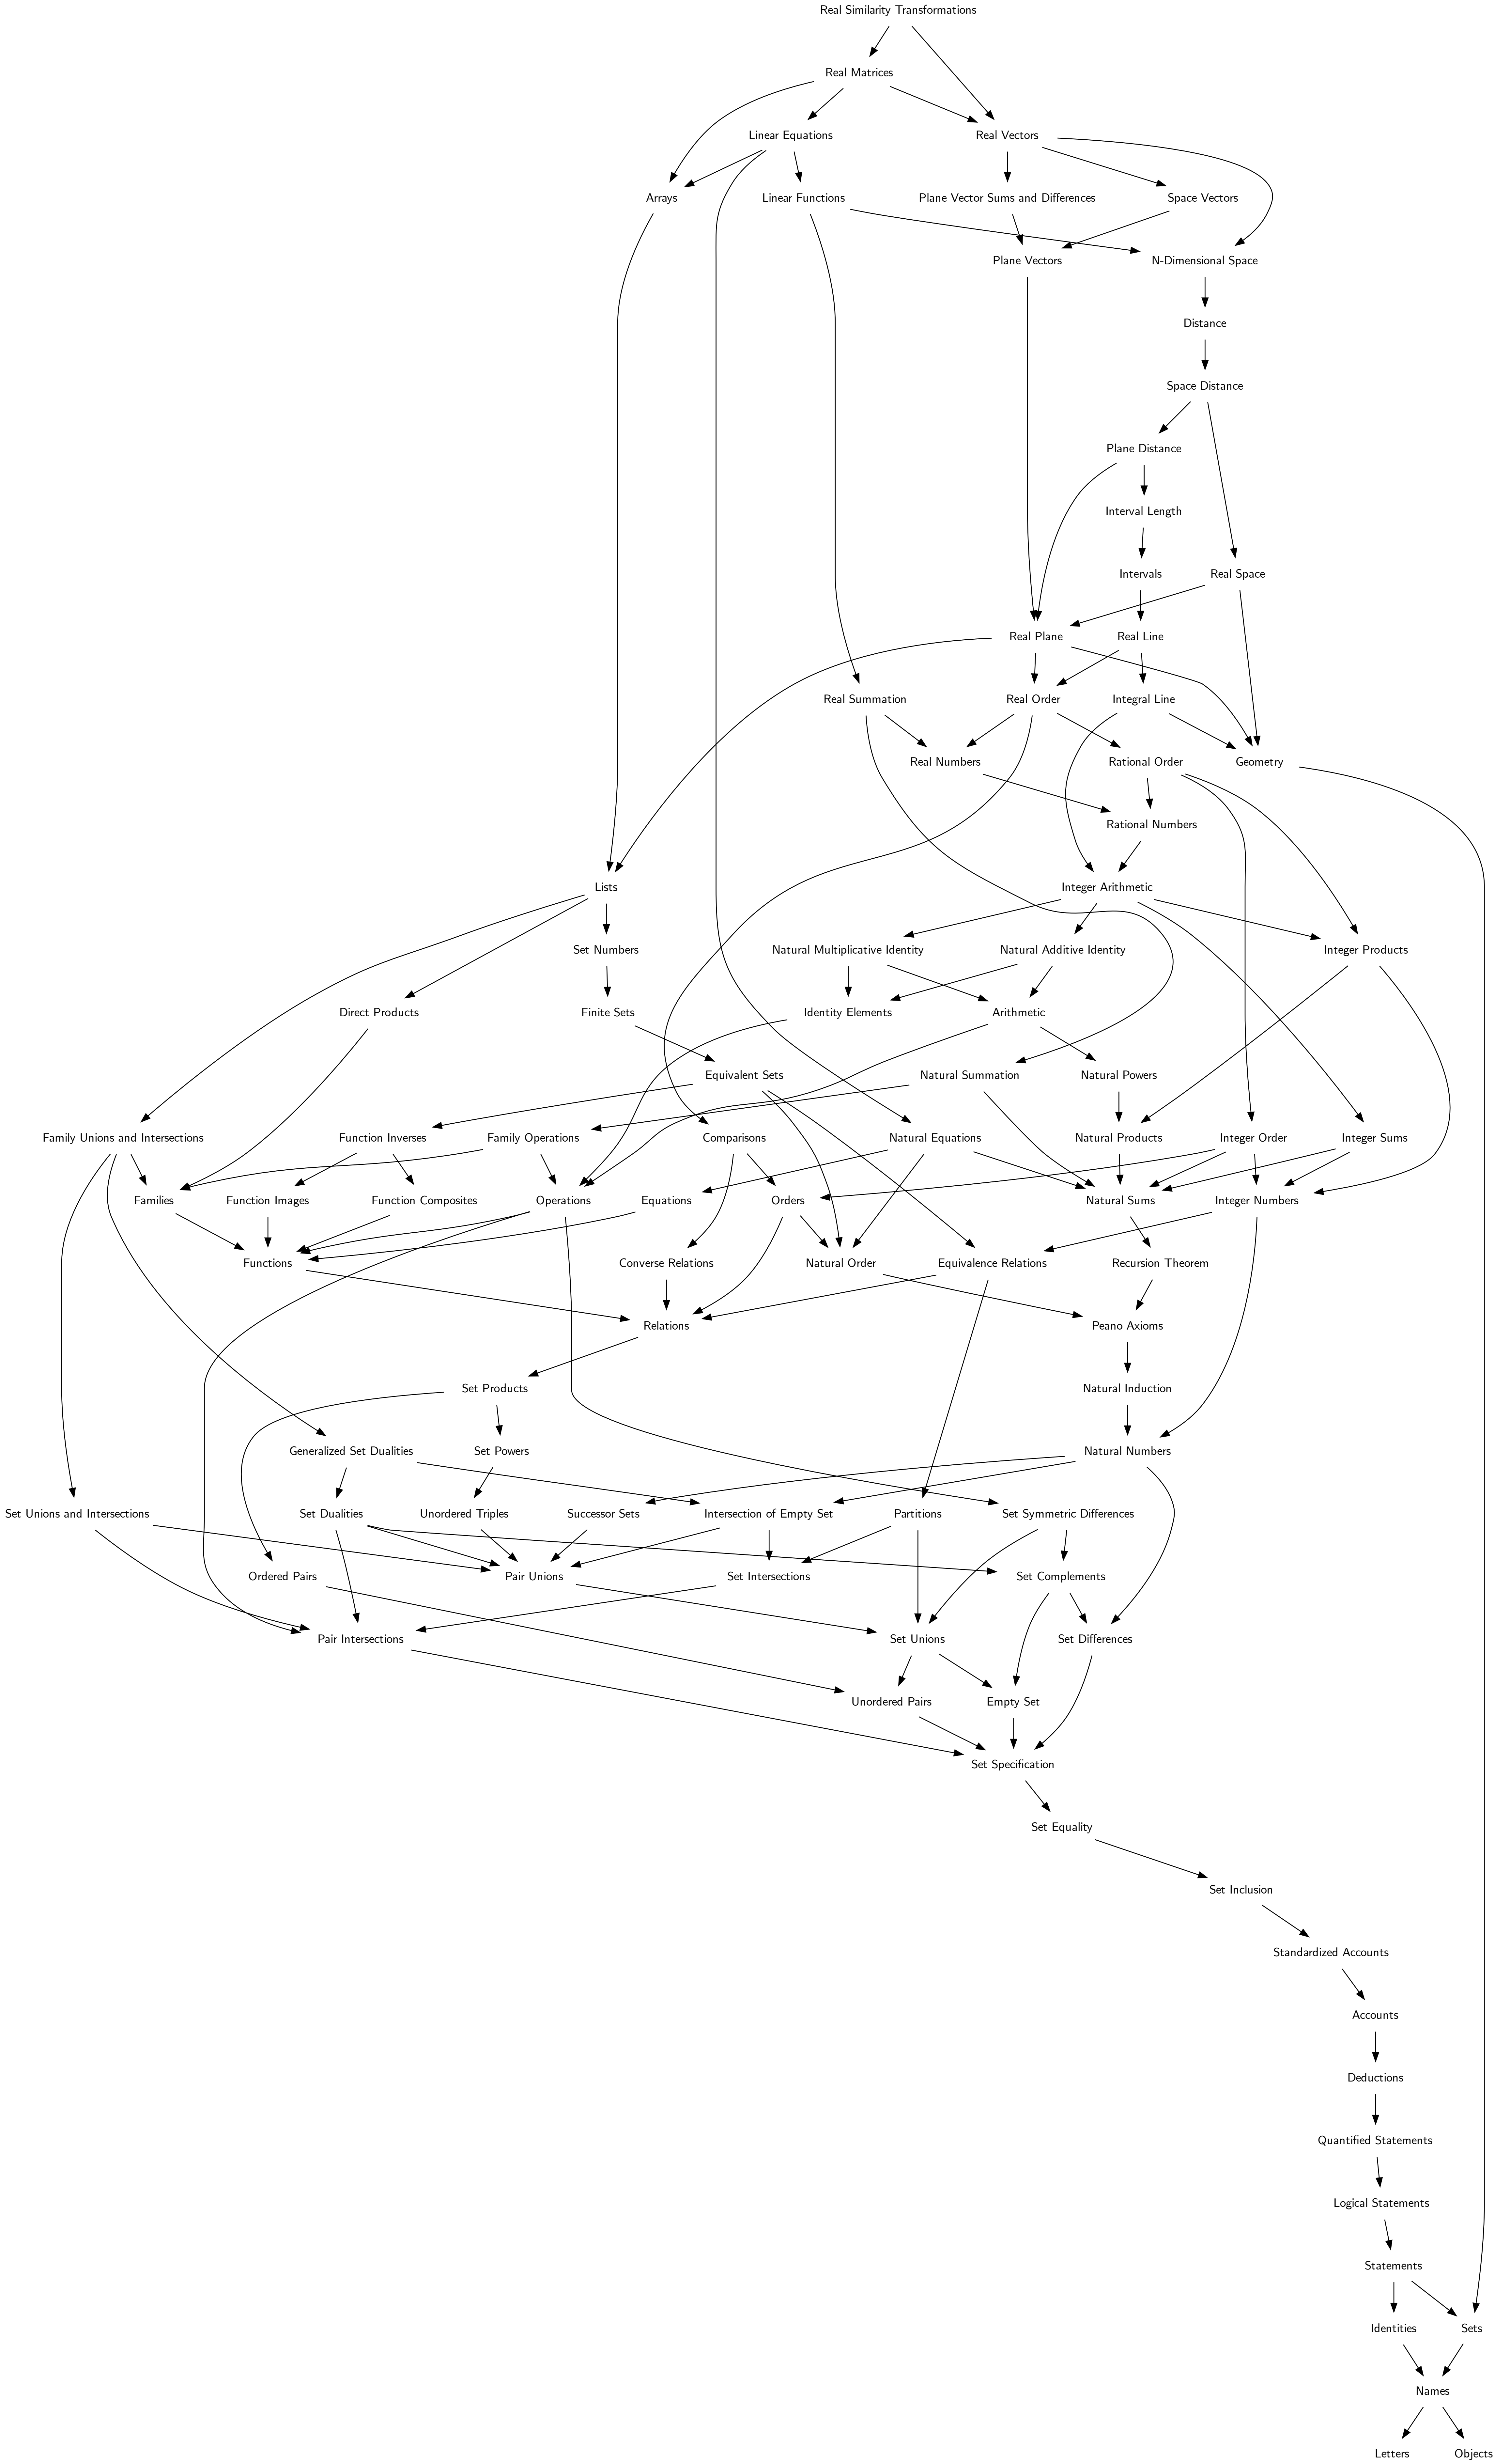 Real Similarity Transformations
Real Matrices
Linear Equations
Real Vectors
Arrays
Linear Functions
Plane Vector Sums and Differences
Space Vectors
Plane Vectors
N-Dimensional Space
Distance
Space Distance
Plane Distance
Interval Length
Intervals
Real Space
Real Plane
Real Line
Real Summation
Real Order
Integral Line
Real Numbers
Rational Order
Geometry
Rational Numbers
Lists
Integer Arithmetic
Set Numbers
Natural Multiplicative Identity
Natural Additive Identity
Integer Products
Direct Products
Finite Sets
Identity Elements
Arithmetic
Equivalent Sets
Natural Summation
Natural Powers
Family Unions and Intersections
Function Inverses
Family Operations
Comparisons
Natural Equations
Natural Products
Integer Order
Integer Sums
Families
Function Images
Function Composites
Operations
Equations
Orders
Natural Sums
Integer Numbers
Functions
Converse Relations
Natural Order
Equivalence Relations
Recursion Theorem
Relations
Peano Axioms
Set Products
Natural Induction
Generalized Set Dualities
Set Powers
Natural Numbers
Set Unions and Intersections
Set Dualities
Unordered Triples
Successor Sets
Intersection of Empty Set
Partitions
Set Symmetric Differences
Ordered Pairs
Pair Unions
Set Intersections
Set Complements
Pair Intersections
Set Unions
Set Differences
Unordered Pairs
Empty Set
Set Specification
Set Equality
Set Inclusion
Standardized Accounts
Accounts
Deductions
Quantified Statements
Logical Statements
Statements
Identities
Sets
Names
Letters
Objects